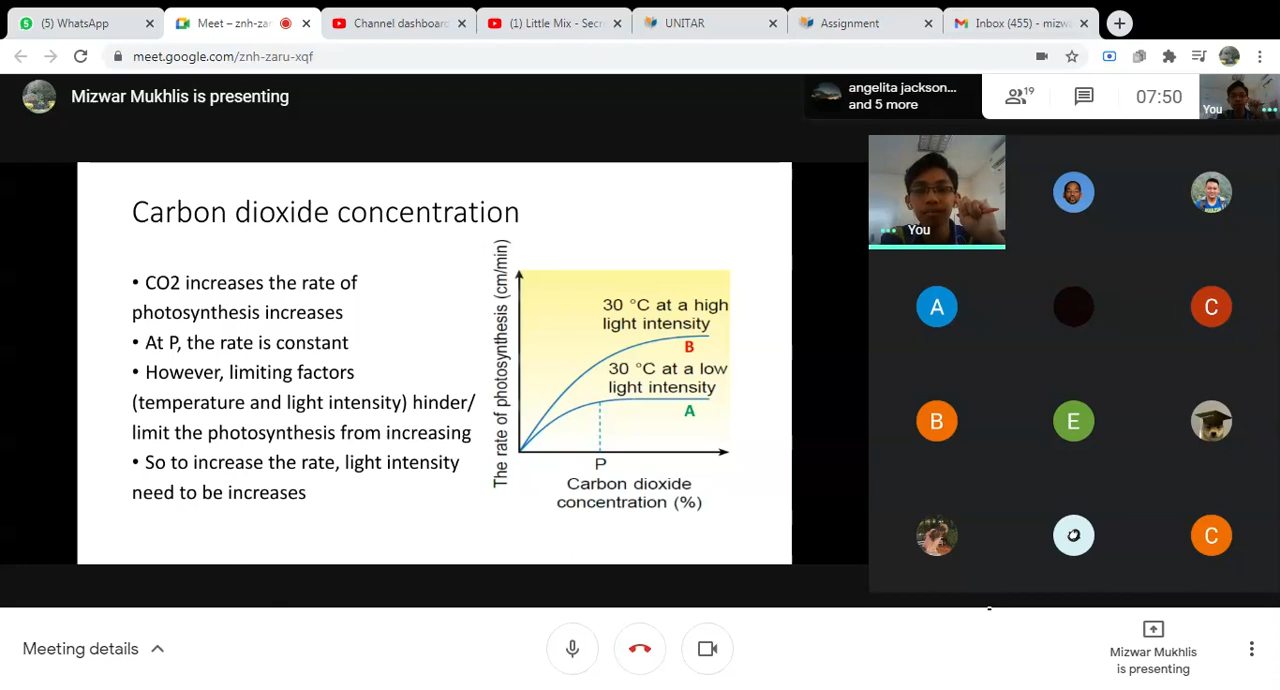 (5) WhatsApp
Meet – znh-zar
Channel dashboard
(1) Little Mix - Secr
UNITAR
Assignment
Inbox (455) - mizw
meet.google.com/znh-zaru-xqf
Mizwar Mukhlis is presenting
angelita jackson...
and 5 more
19
07:50
You
You
Carbon dioxide concentration
• CO2 increases the rate of
photosynthesis increases
• At P, the rate is constant
• However, limiting factors
(temperature and light intensity) hinder/
limit the photosynthesis from increasing
• So to increase the rate, light intensity
need to be increases
The rate of photosynthesis (cm/min)
30 °C at a high
light intensity
B
30 °C at a low
light intensity
A
P
Carbon dioxide
concentration (%)
A
C
B
E
C
Meeting details
Mizwar Mukhlis
is presenting